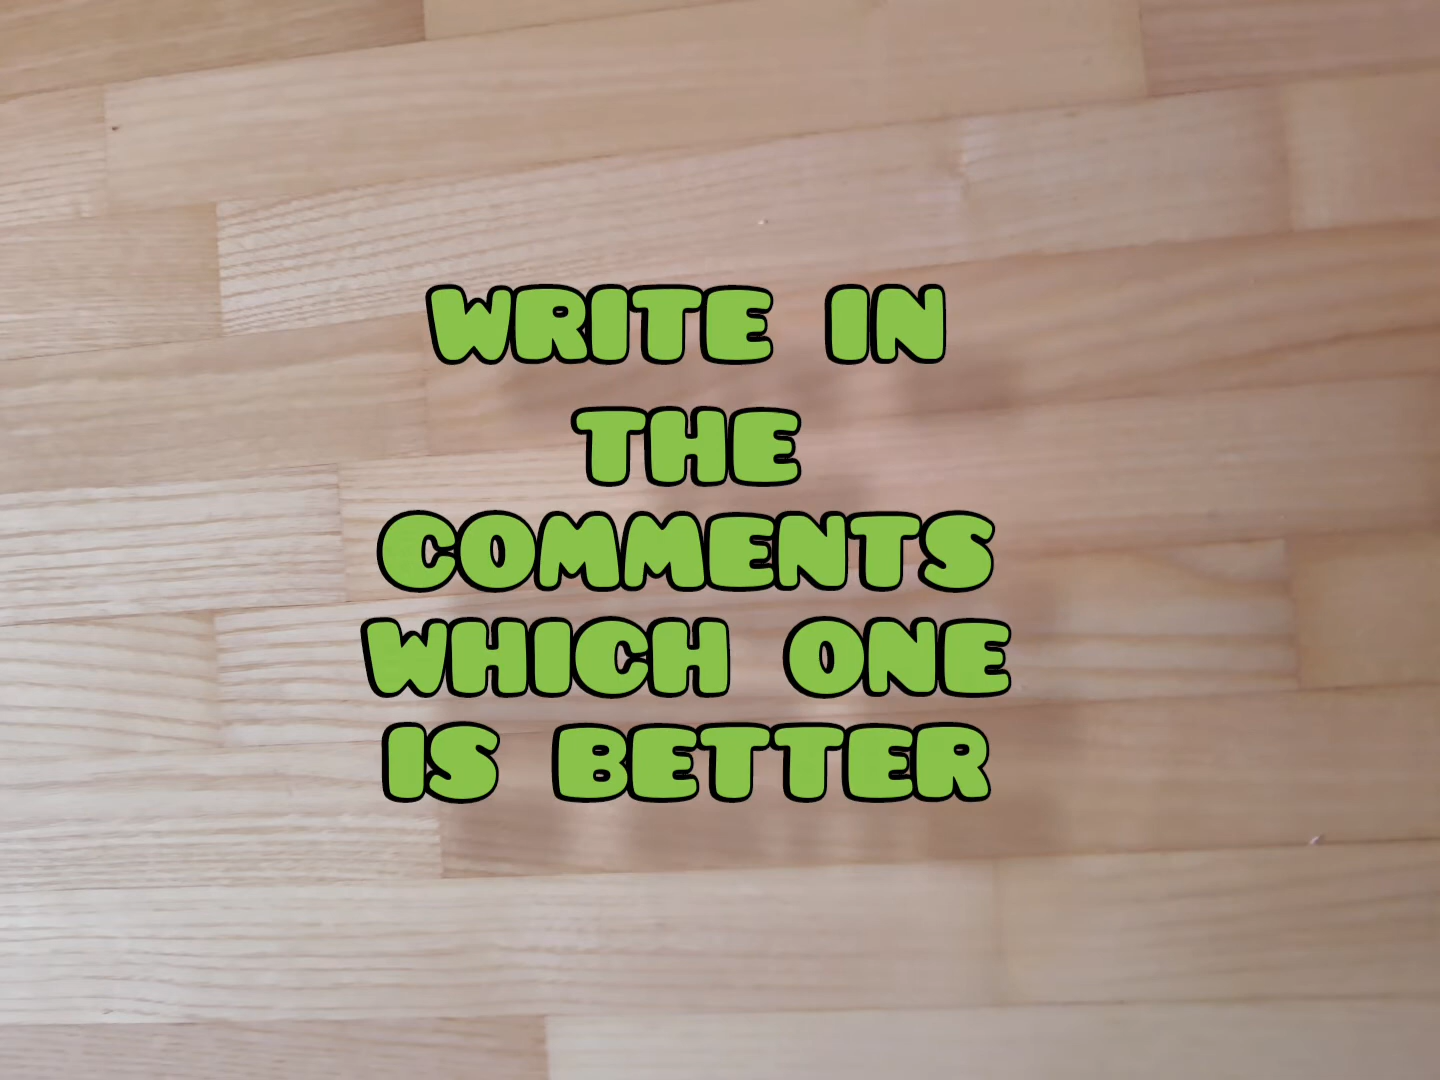 WRITE IN
THE
COMMENTS
WHICH ONE
IS BETTER